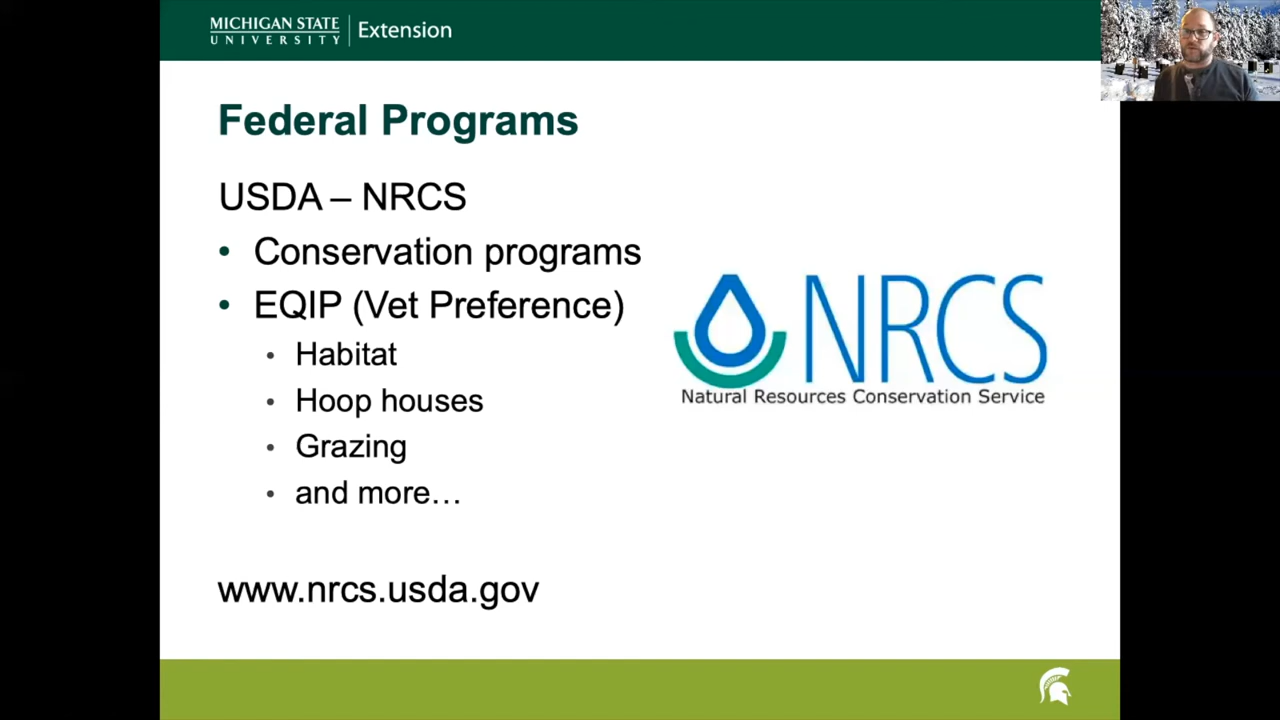 MICHIGAN STATE
UNIVERSITY
Extension
Federal Programs
USDA – NRCS
• Conservation programs
• EQIP (Vet Preference)
• Habitat
• Hoop houses
• Grazing
• and more…
NRCS
Natural Resources Conservation Service
www.nrcs.usda.gov